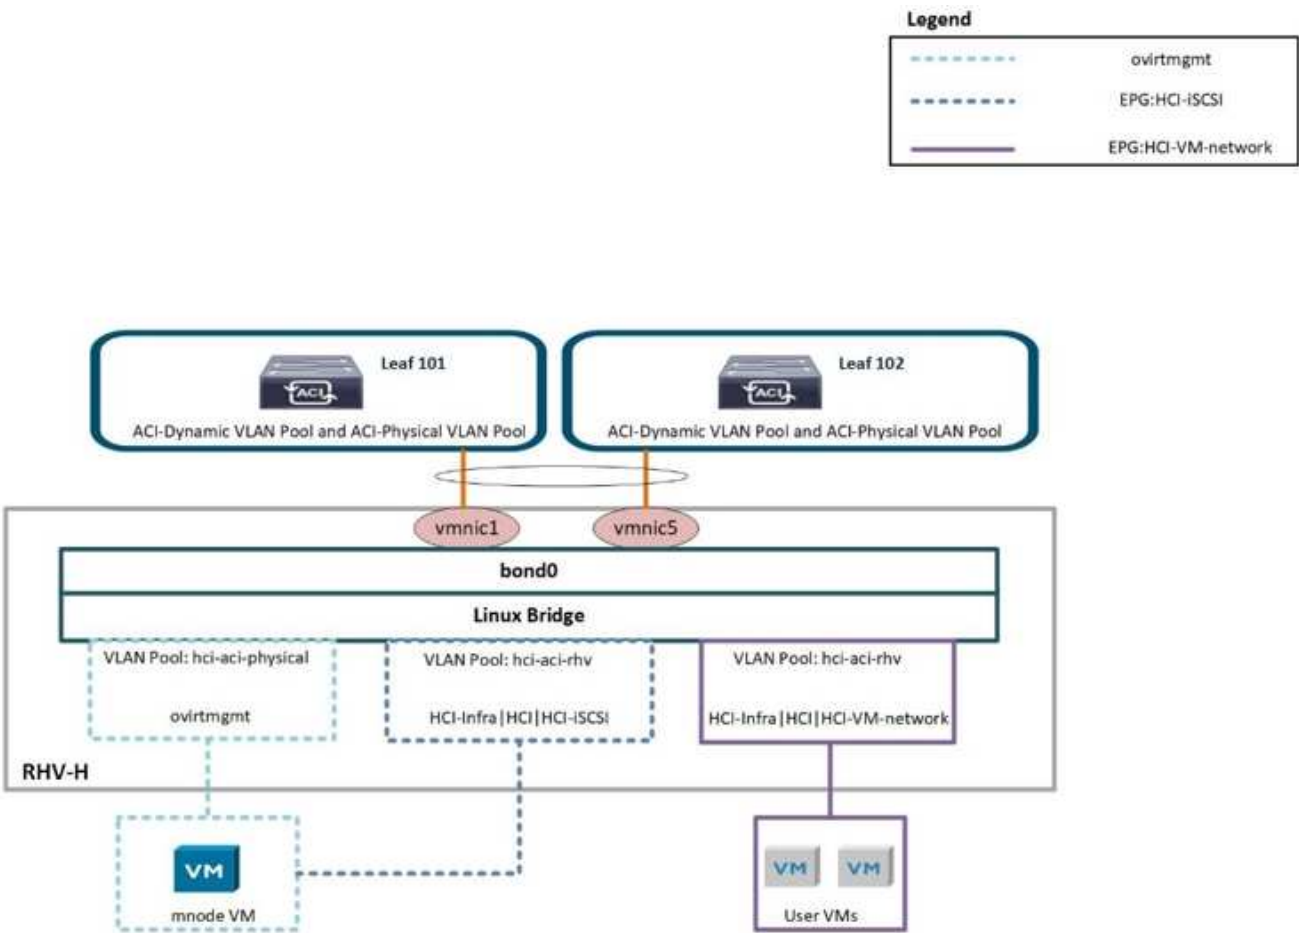 Legend
ovirtmgmt
EPG:HCI-iSCSI
EPG:HCI-VM-network
Leaf 101
ACI
ACI-Dynamic VLAN Pool and ACI-Physical VLAN Pool
Leaf 102
ACI
ACI-Dynamic VLAN Pool and ACI-Physical VLAN Pool
vmnic1
vmnic5
bond0
Linux Bridge
VLAN Pool: hci-aci-physical
ovirtmgmt
VLAN Pool: hci-aci-rhv
HCI-Infra|HCI|HCI-iSCSI
VLAN Pool: hci-aci-rhv
HCI-Infra|HCI|HCI-VM-network
RHV-H
VM
mnode VM
VM VM
User VMs